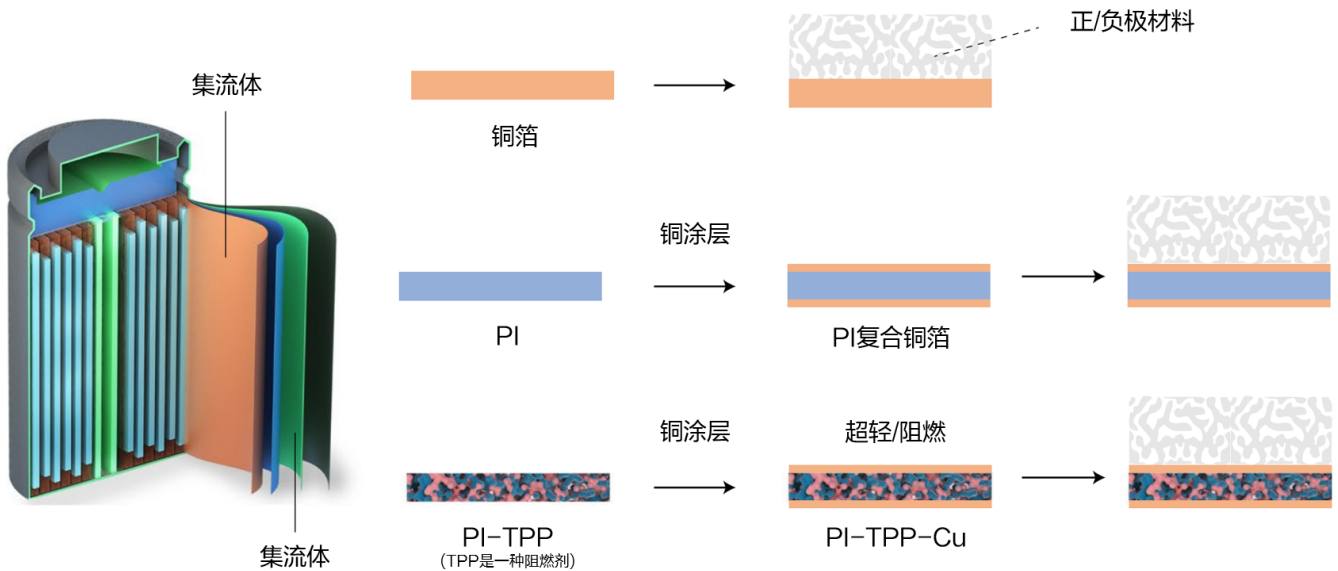 正/负极材料
集流体
铜箔
铜涂层
PI
PI复合铜箔
铜涂层
超轻/阻燃
PI-TPP
(TPP是一种阻燃剂)
PI-TPP-Cu
集流体